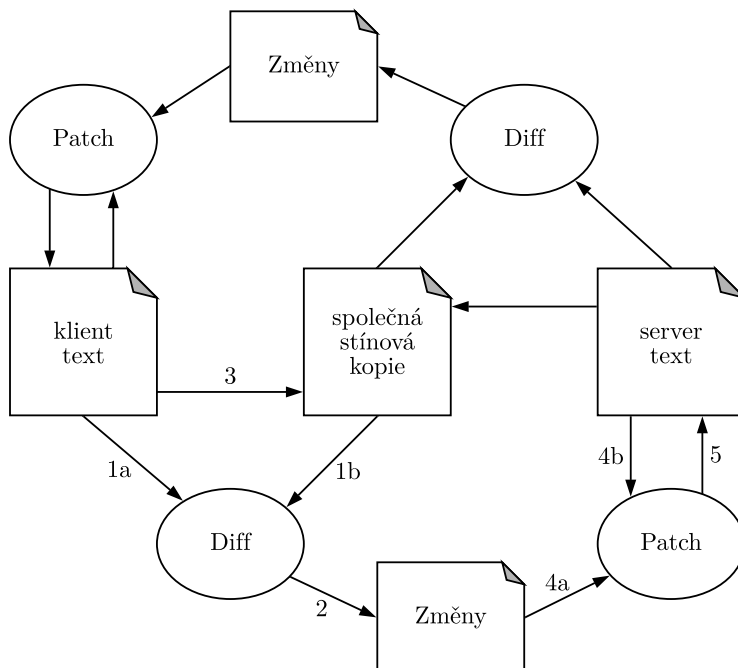 Změny
Patch
Diff
klient
text
společná
stínová
kopie
server
text
3
1a
1b
4b
5
Diff
Patch
2
4a
Změny